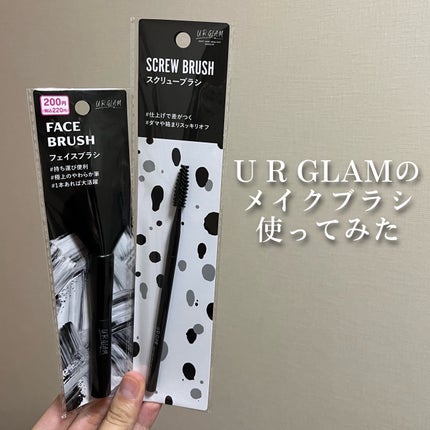 200円
税込220円
URGLAM
FACE
BRUSH
フェイスブラシ
#持ち運び便利
#極上のやわらか筆
#1本あれば大活躍
URGLAM
URGLAM
SCREW BRUSH
スクリューブラシ
#仕上げで差がつく
#ダマや絡まりスッキリオフ
URGLAM
U R GLAMの
メイクブラシ
使ってみた